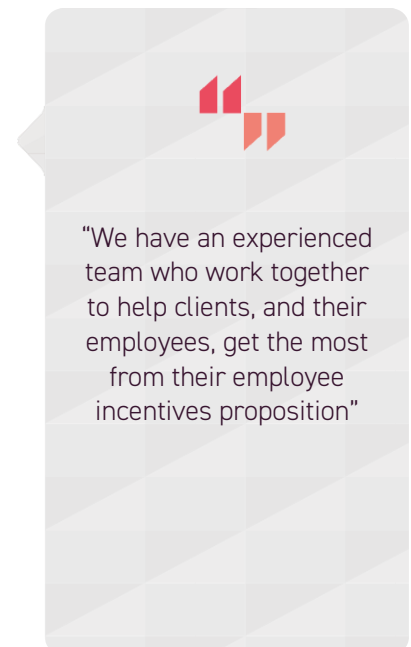 “We have an experienced
team who work together
to help clients, and their
employees, get the most
from their employee
incentives proposition”